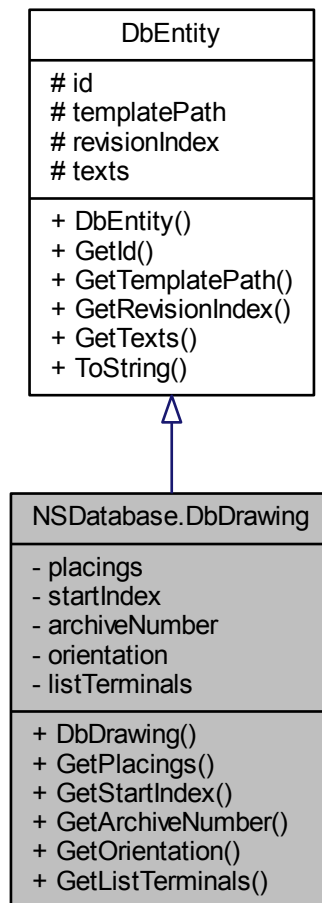 DbEntity
# id
# templatePath
# revisionIndex
# texts
+ DbEntity()
+ GetId()
+ GetTemplatePath()
+ GetRevisionIndex()
+ GetTexts()
+ ToString()
NSDatabase.DbDrawing
- placings
- startIndex
- archiveNumber
- orientation
- listTerminals
+ DbDrawing()
+ GetPlacings()
+ GetStartIndex()
+ GetArchiveNumber()
+ GetOrientation()
+ GetListTerminals()